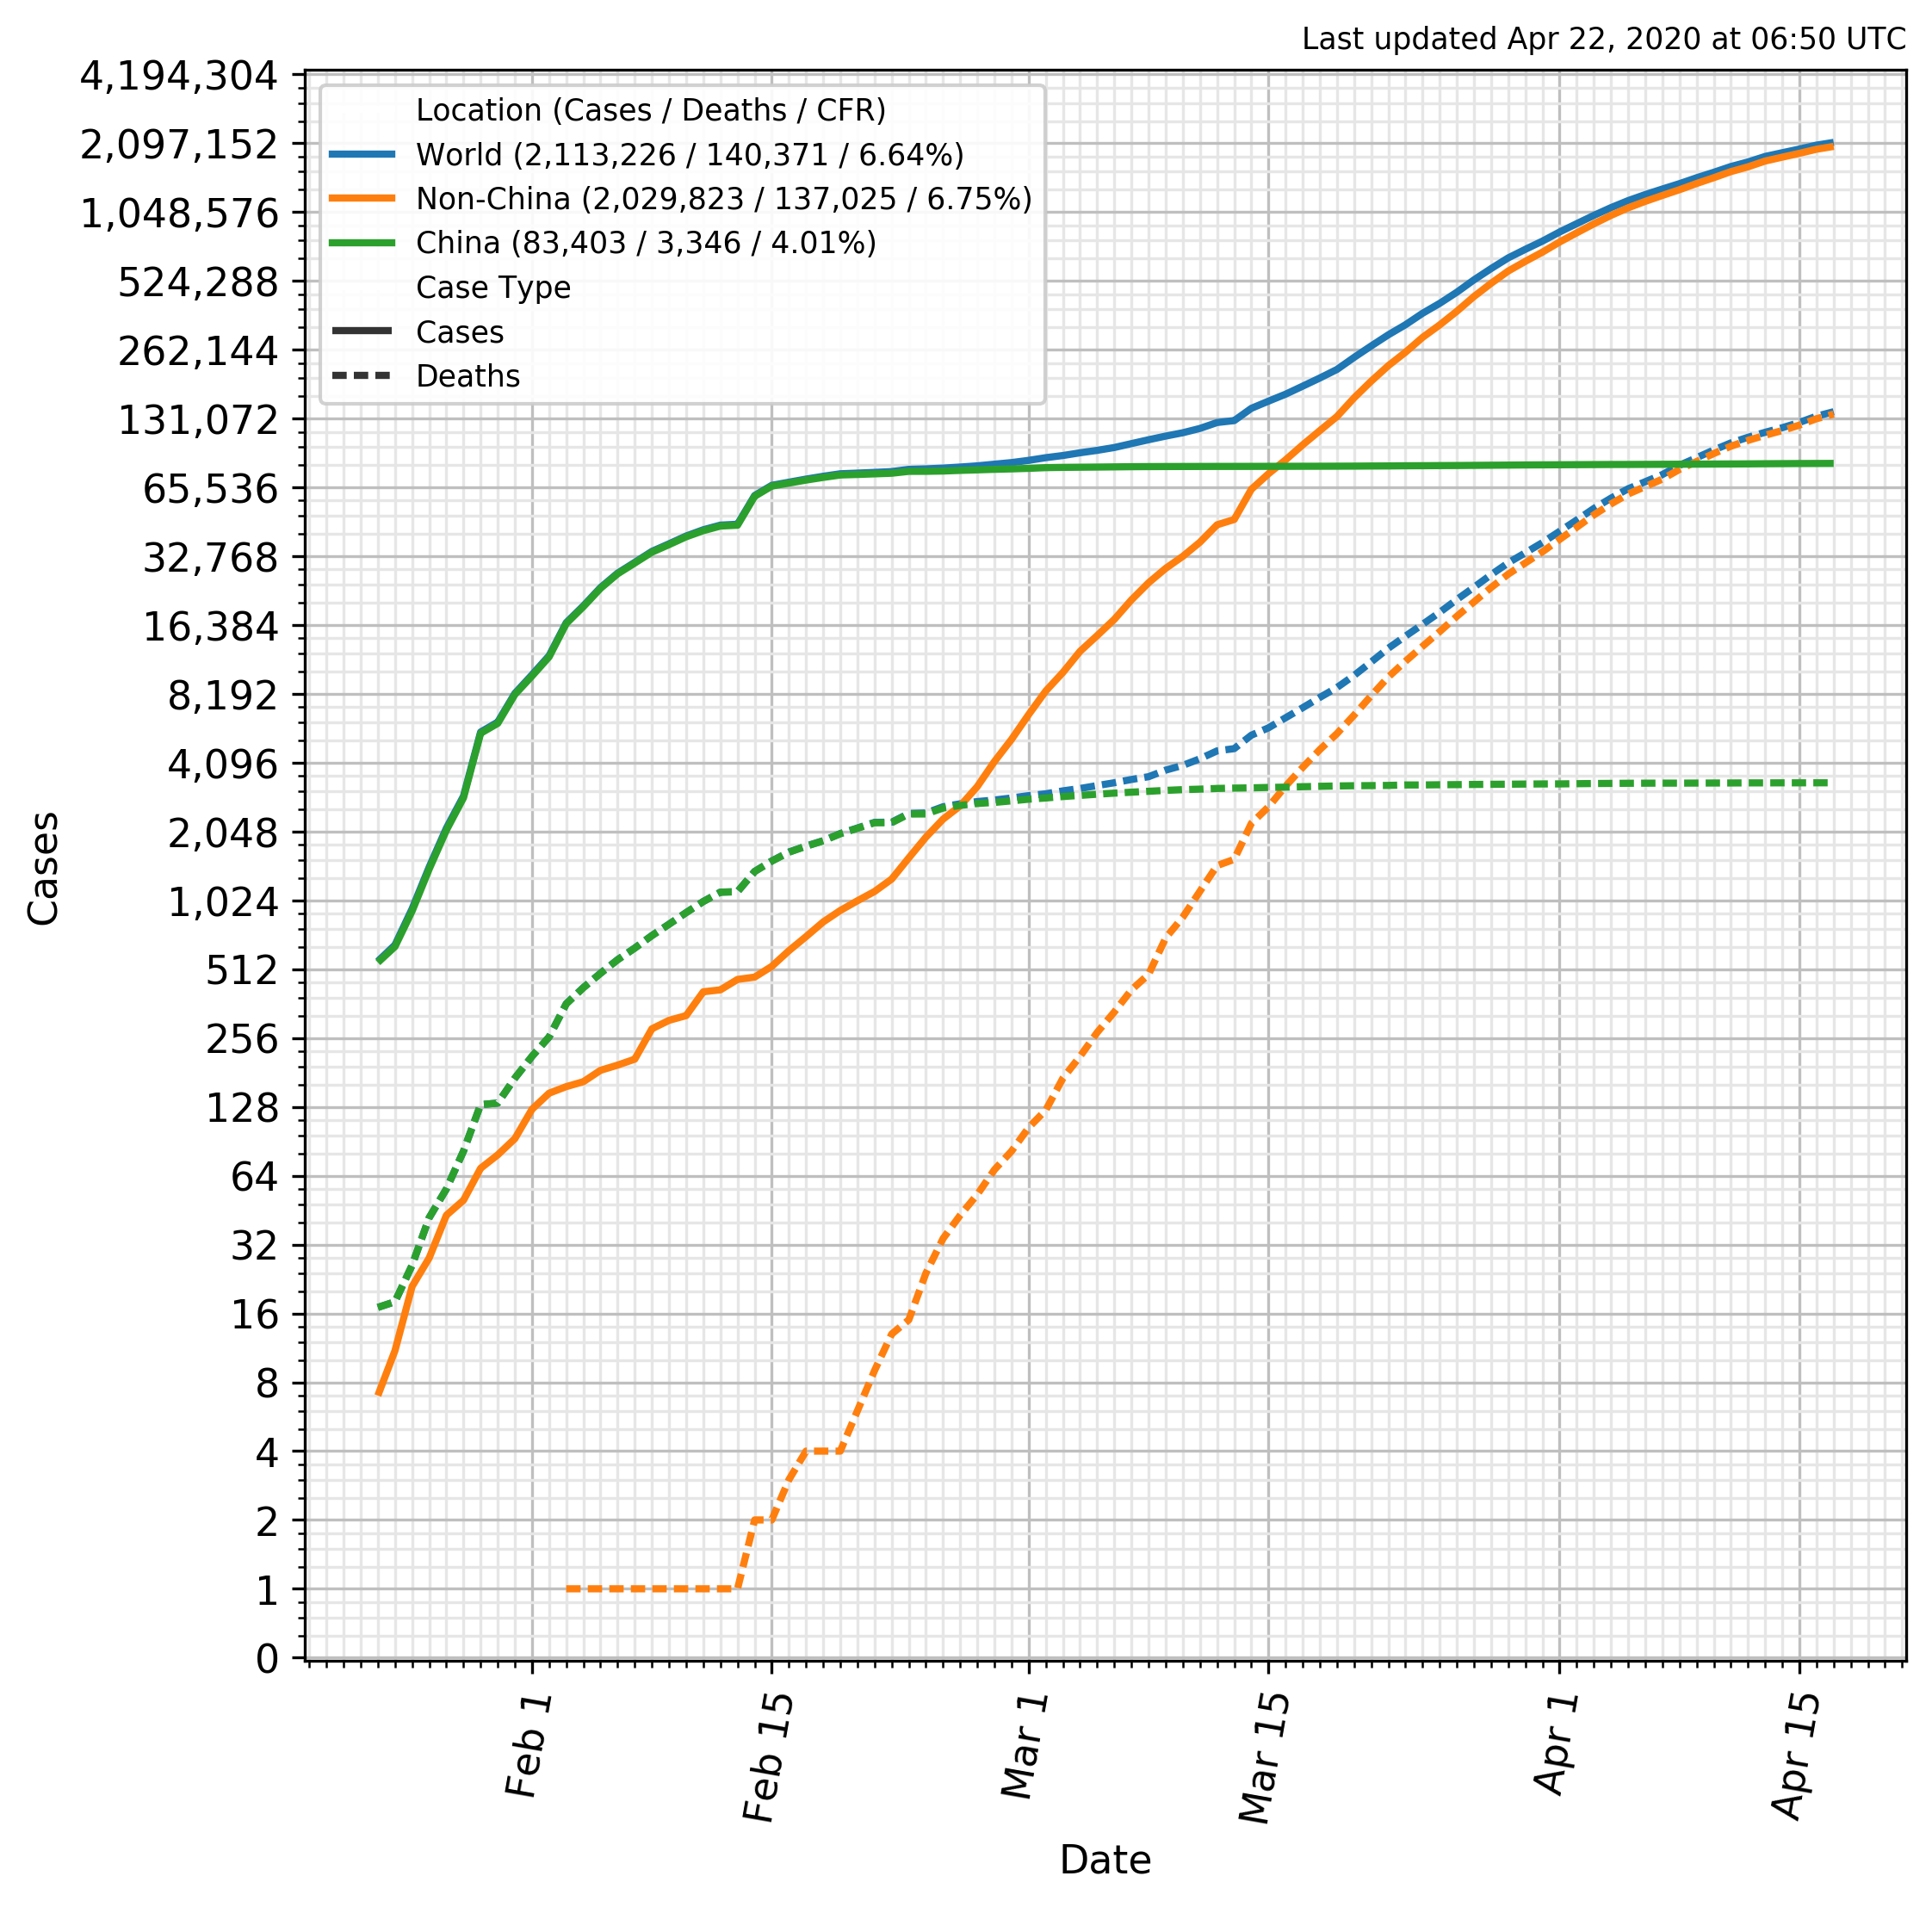 Last updated Apr 22, 2020 at 06:50 UTC
4,194,304
2,097,152
1,048,576
524,288
262,144
131,072
65,536
32,768
16,384
8,192
4,096
2,048
1,024
512
256
128
64
32
16
8
4
2
1
0
Cases
Location (Cases / Deaths / CFR)
World (2,113,226 / 140,371 / 6.64%)
Non-China (2,029,823 / 137,025 / 6.75%)
China (83,403 / 3,346 / 4.01%)
Case Type
Cases
Deaths
Feb 1
Feb 15
Mar 1
Mar 15
Apr 1
Apr 15
Date